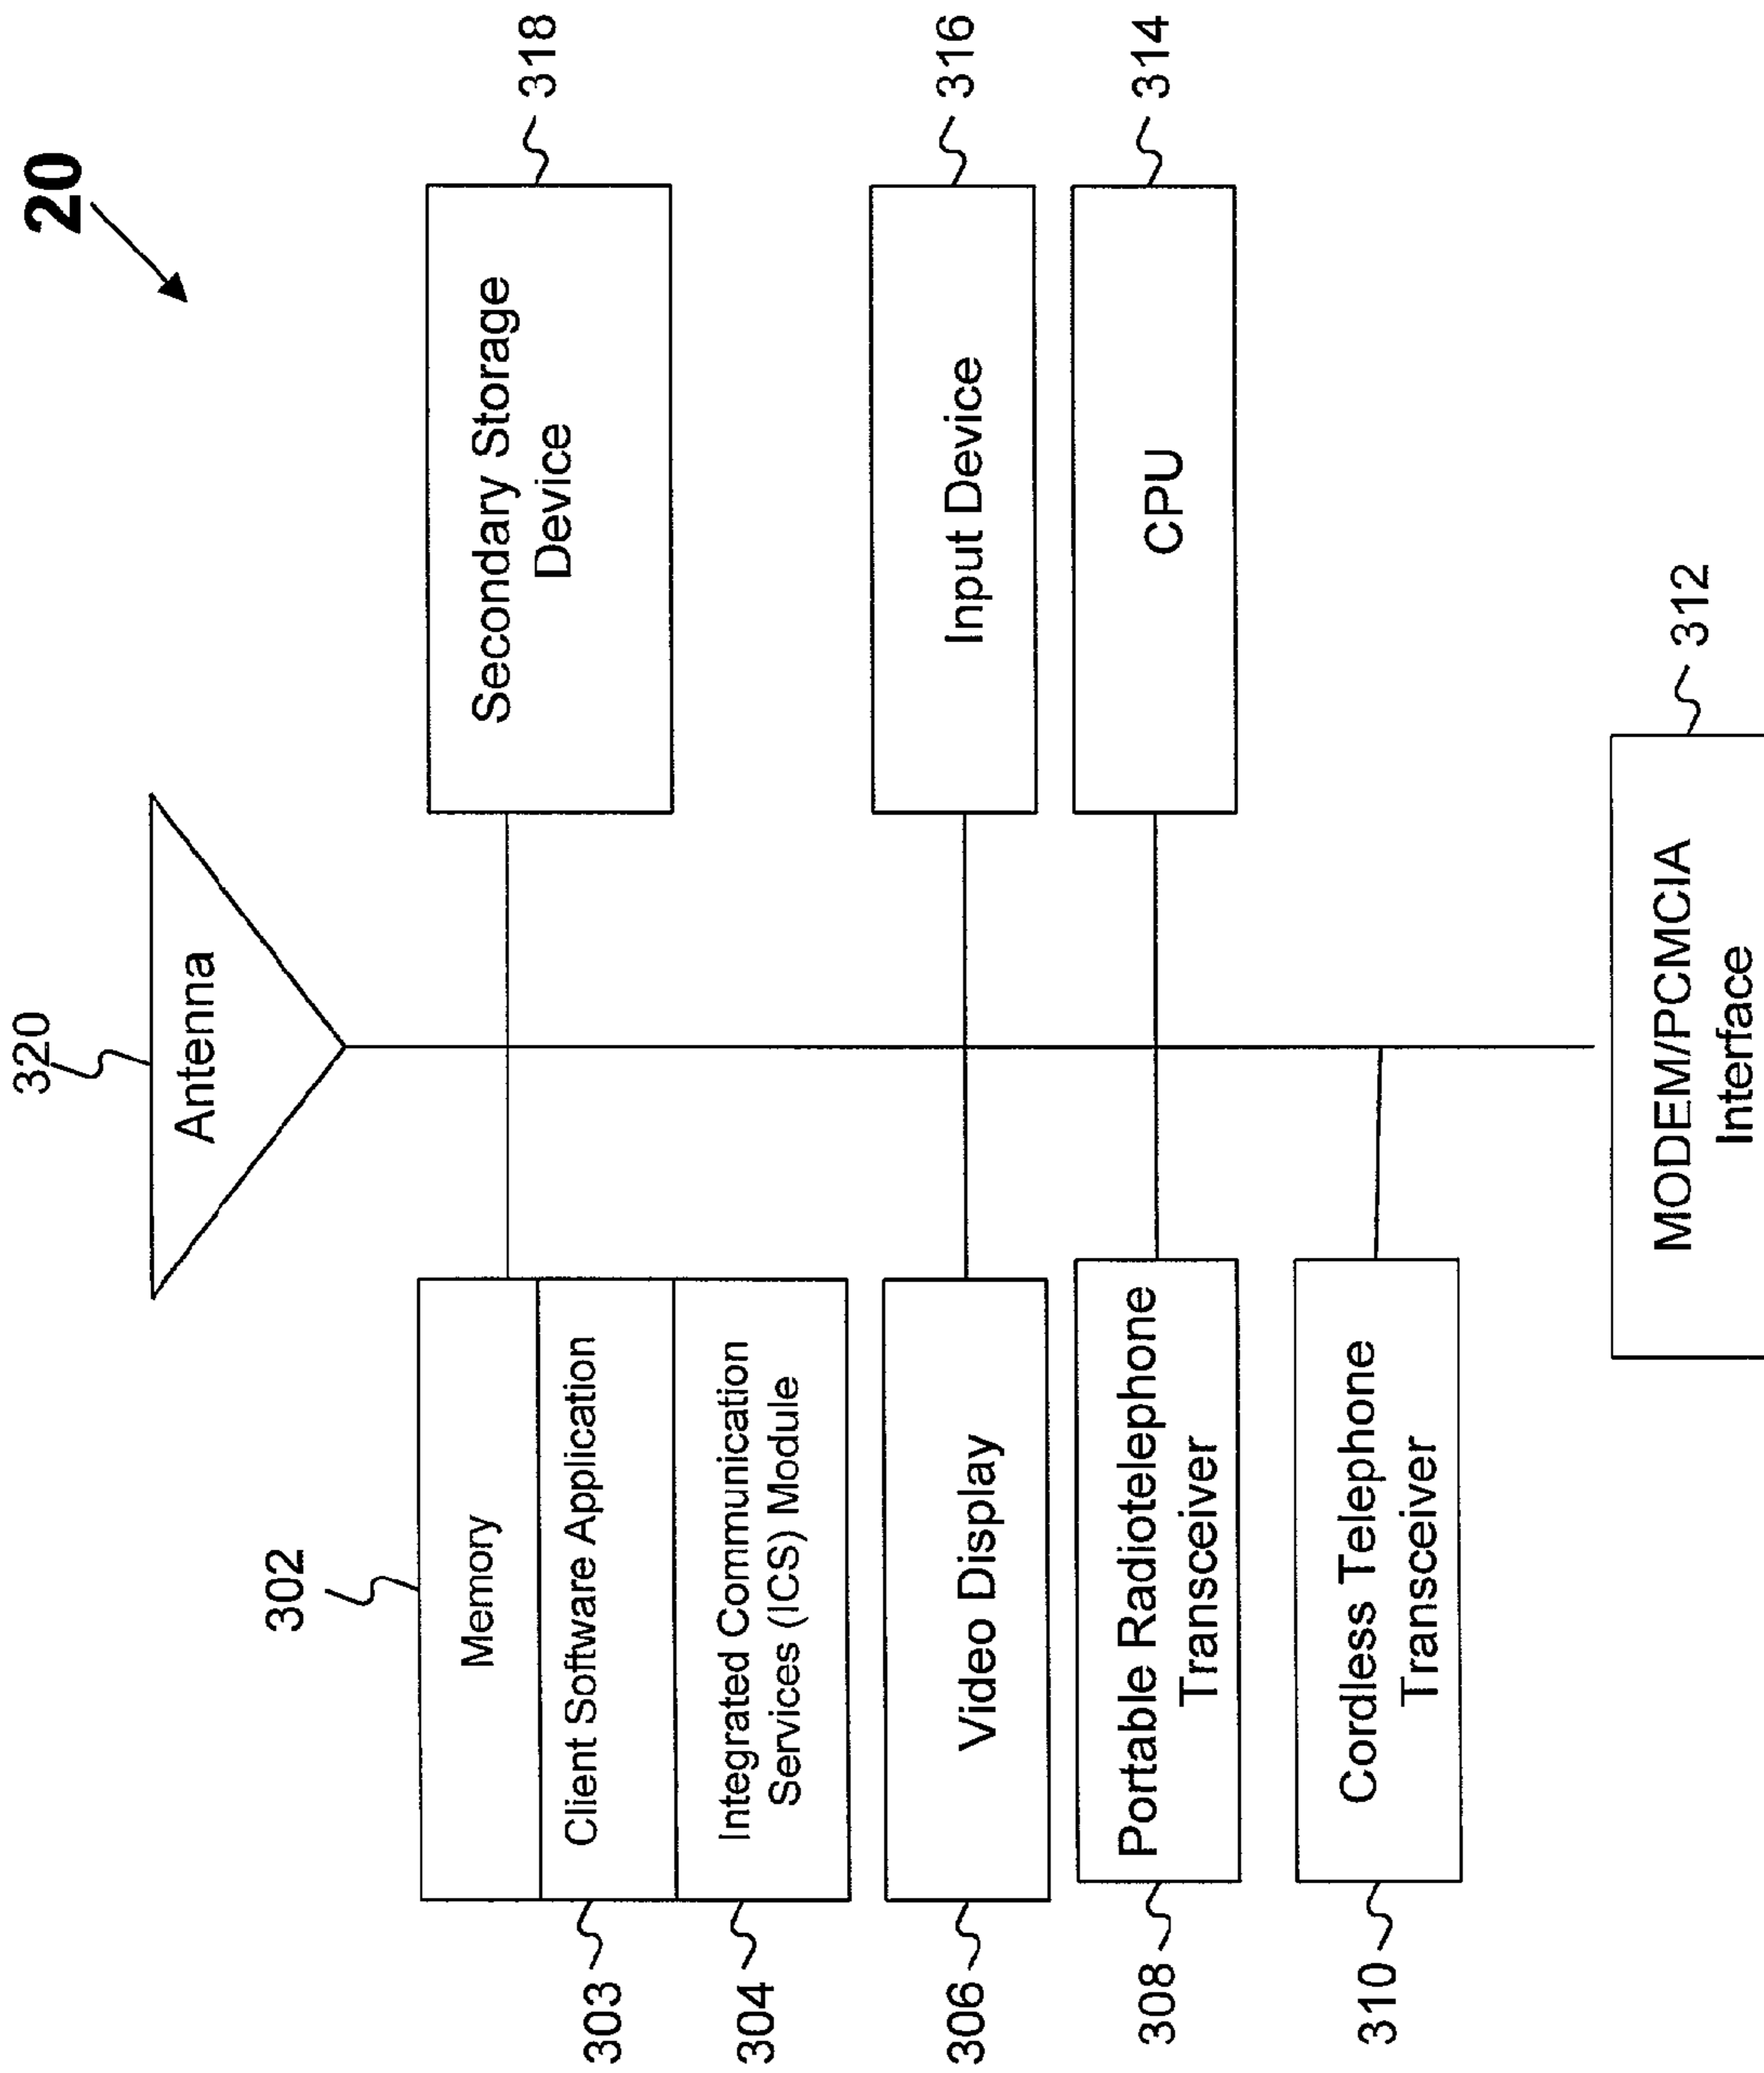 20
320
Antenna
302
Memory
318
Secondary Storage
Device
303
Client Software Application
304
Integrated Communication
Services (ICS) Module
306
Video Display
316
Input Device
308
Portable Radiotelephone
Transceiver
314
CPU
310
Cordless Telephone
Transceiver
312
MODEM/PCMCIA
Interface